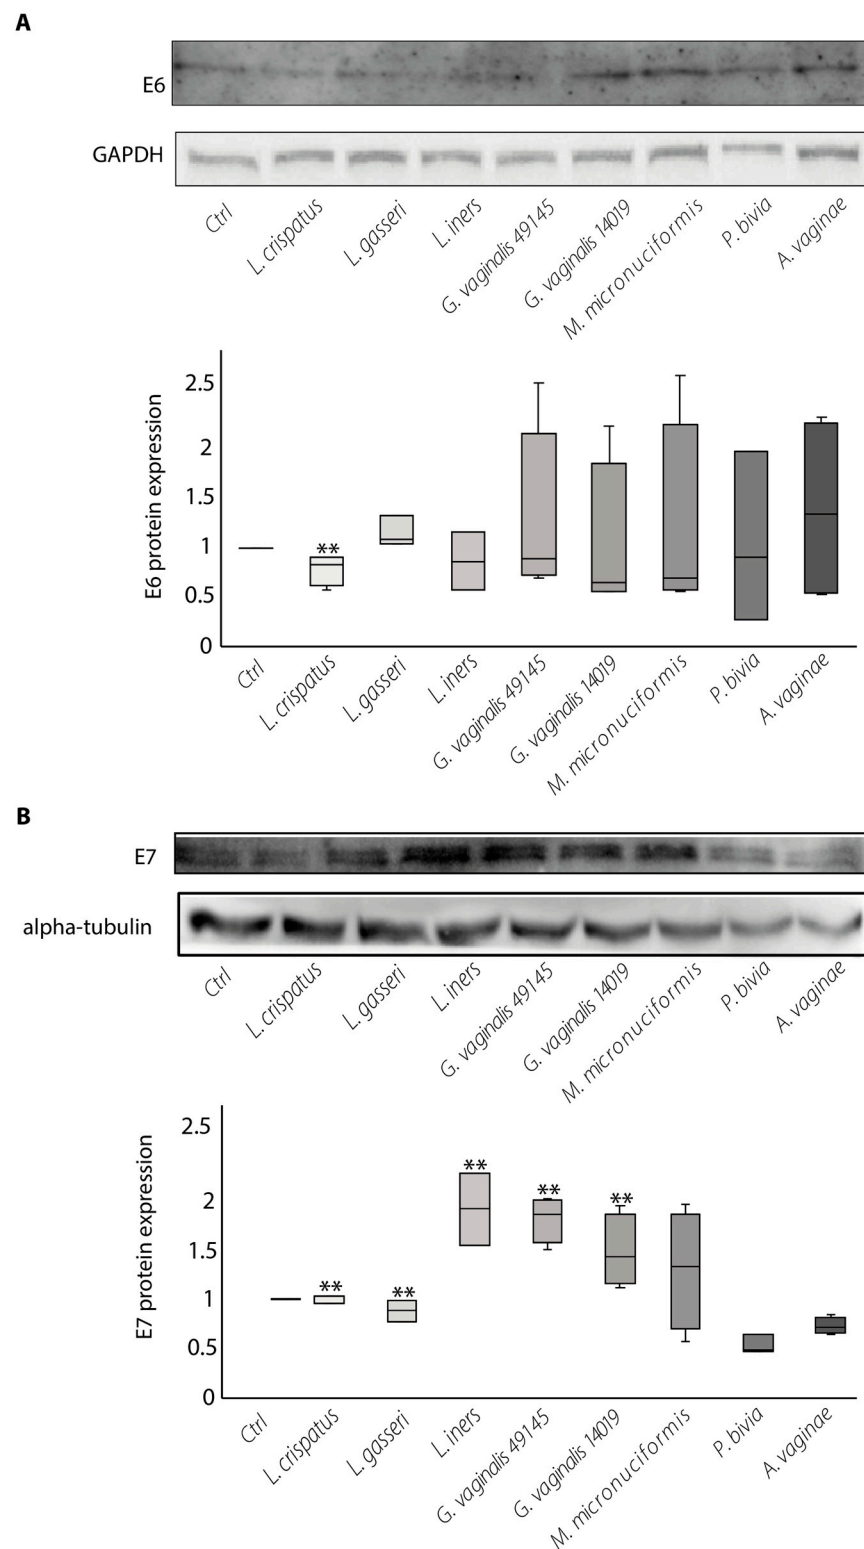 A
E6
GAPDH
Ctrl
L. crispatus
L. gasseri
L. iners
G. vaginalis 49145
G. vaginalis 14019
M. micronuciformis
P. bivia
A. vaginae
E6 protein expression
2.5
2
1.5
1
0.5
0
**
Ctrl
L. crispatus
L. gasseri
L. iners
G. vaginalis 49145
G. vaginalis 14019
M. micronuciformis
P. bivia
A. vaginae
B
E7
alpha-tubulin
Ctrl
L. crispatus
L. gasseri
L. iners
G. vaginalis 49145
G. vaginalis 14019
M. micronuciformis
P. bivia
A. vaginae
E7 protein expression
2.5
2
1.5
1
0.5
0
**
**
**
**
**
Ctrl
L. crispatus
L. gasseri
L. iners
G. vaginalis 49145
G. vaginalis 14019
M. micronuciformis
P. bivia
A. vaginae